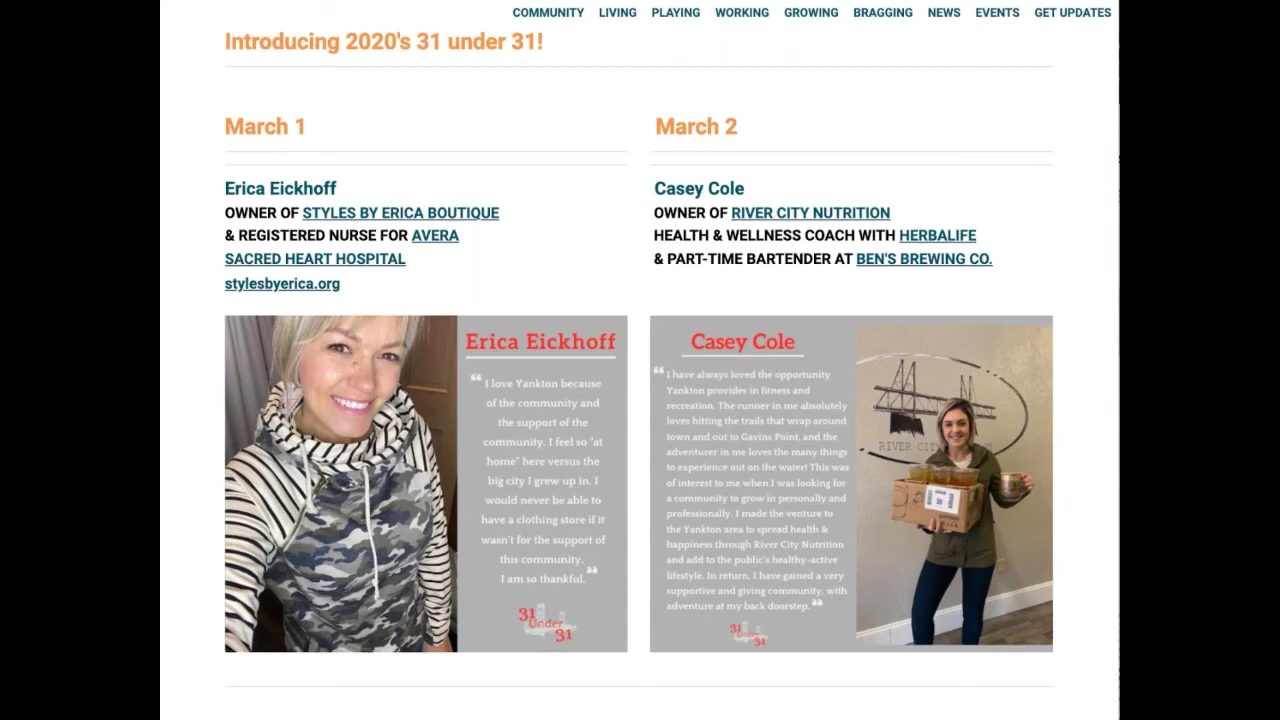 COMMUNITY LIVING PLAYING WORKING GROWING BRAGGING NEWS EVENTS GET UPDATES
Introducing 2020's 31 under 31!
March 1
Erica Eickhoff
OWNER OF STYLES BY ERICA BOUTIQUE
& REGISTERED NURSE FOR AVERA
SACRED HEART HOSPITAL
stylesbyerica.org
Erica Eickhoff
“ I love Yankton because
of the community and
the support of the
community. I feel so "at
home" here versus the
big city I grew up in. I
would never be able to
have a clothing store if it
wasn't for the support of
this community.
I am so thankful. ”
31
Under
31
March 2
Casey Cole
OWNER OF RIVER CITY NUTRITION
HEALTH & WELLNESS COACH WITH HERBALIFE
& PART-TIME BARTENDER AT BEN'S BREWING CO.
Casey Cole
“ I have always loved the opportunity
Yankton provides in fitness and
recreation. The runner in me absolutely
loves hitting the trails that wrap around
town and out to Gavins Point, and the
adventurer in me loves the many things
to experience out on the water! This was
of interest to me when I was looking for
a community to grow in personally and
professionally. I made the venture to
the Yankton area to spread health &
happiness through River City Nutrition
and add to the public's healthy-active
lifestyle. In return, I have gained a very
supportive and giving community, with
adventure at my back doorstep. ”
31
Under
31
RIVER CITY